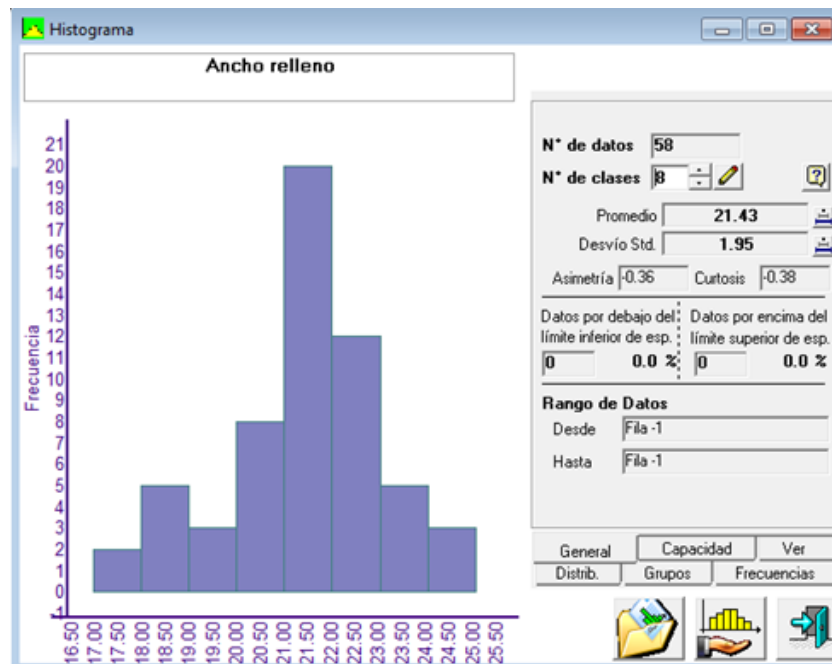 Histograma
Ancho relleno
N° de datos 58
N° de clases 8
Promedio 21.43
Desvío Std. 1.95
Asimetría -0.36 Curtosis -0.38
Datos por debajo del Datos por encima del
límite inferior de esp. límite superior de esp.
0 0.0 % 0 0.0 %
Rango de Datos
Desde Fila -1
Hasta Fila -1
General Capacidad Ver
Distrib. Grupos Frecuencias
Frecuencia
21
20
19
18
17
16
15
14
13
12
11
10
9
8
7
6
5
4
3
2
1
0
-1
16.50 17.00 17.50 18.00 18.50 19.00 19.50 20.00 20.50 21.00 21.50 22.00 22.50 23.00 23.50 24.00 24.50 25.00 25.50